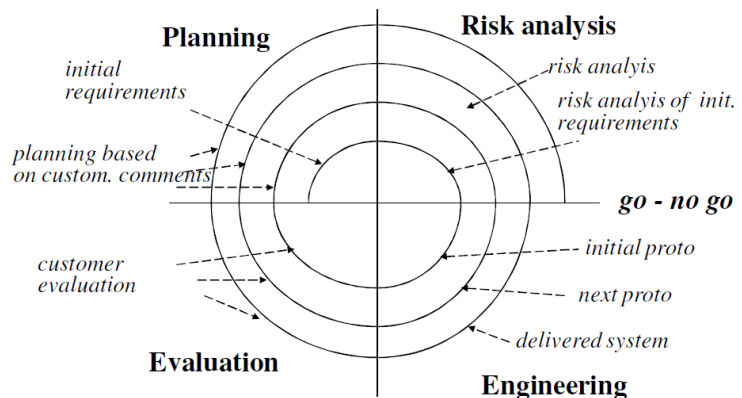 Planning
Risk analysis
initial
requirements
risk analyis
risk analyis of init.
requirements
planning based
on custom. comments
go - no go
customer
evaluation
initial proto
next proto
delivered system
Evaluation
Engineering